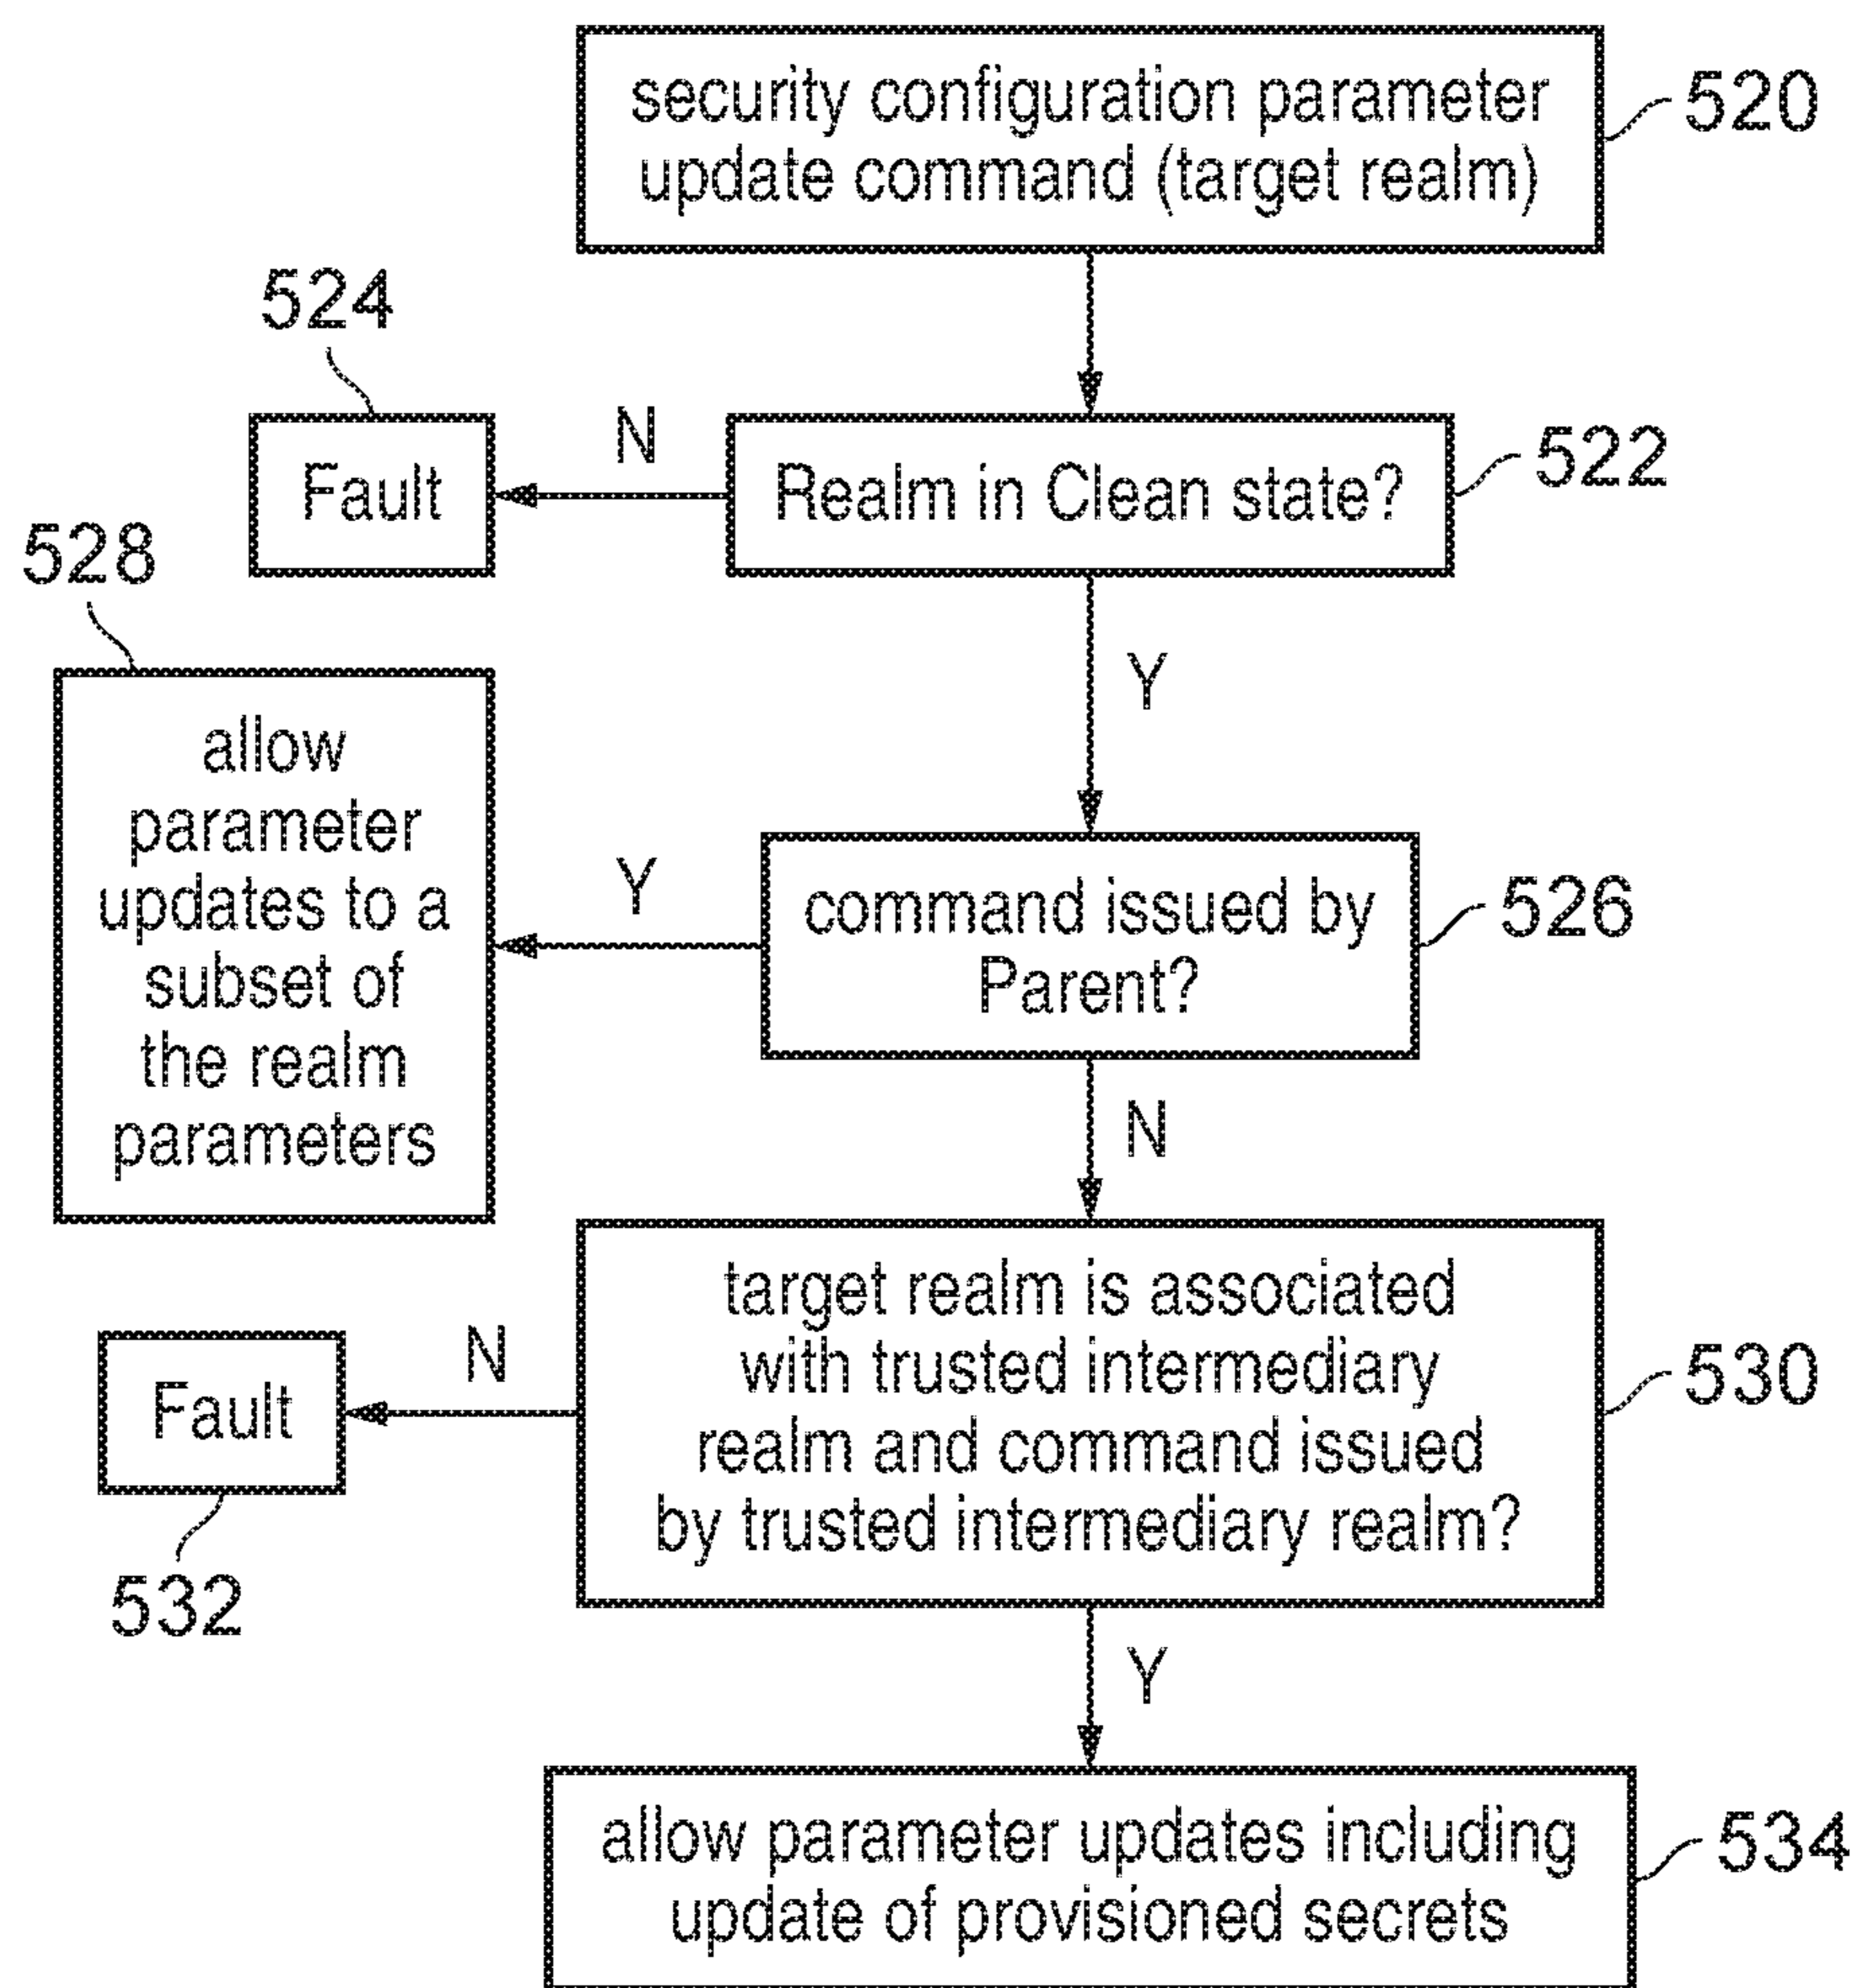 security configuration parameter
update command (target realm)
520
524
N
Fault
Realm in Clean state?
522
528
Y
allow
parameter
updates to a
subset of
the realm
parameters
Y
command issued by
Parent?
526
N
target realm is associated
with trusted intermediary
realm and command issued
by trusted intermediary realm?
530
N
Fault
532
Y
allow parameter updates including
update of provisioned secrets
534